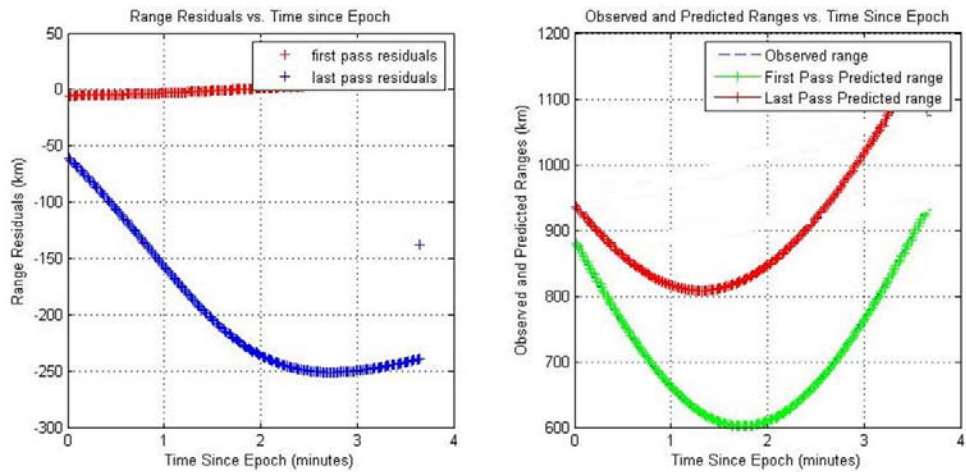 Range Residuals vs. Time since Epoch
50
0
-50
-100
-150
-200
-250
-300
Range Residuals (km)
first pass residuals
last pass residuals
0 1 2 3 4
Time Since Epoch (minutes)
Observed and Predicted Ranges vs. Time Since Epoch
1200
1100
1000
900
800
700
600
Observed and Predicted Ranges (km)
Observed range
First Pass Predicted range
Last Pass Predicted range
0 1 2 3 4
Time Since Epoch (minutes)